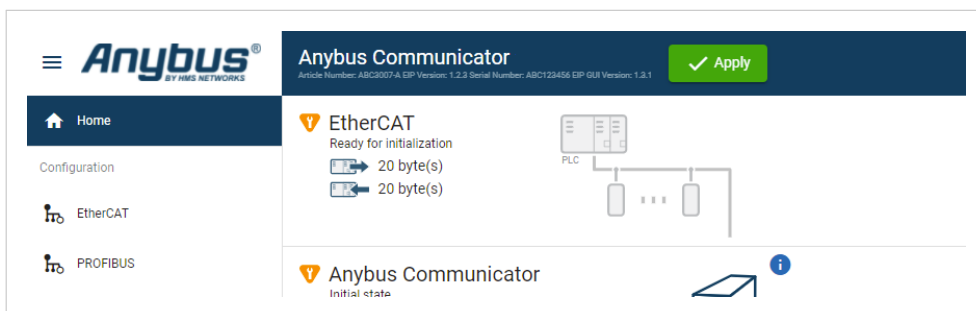 Anybus®
BY HMS NETWORKS
Anybus Communicator
Article Number: ABC3007-A EIP Version: 1.2.3 Serial Number: ABC123456 EIP GUI Version: 1.3.1
Apply
Home
Configuration
EtherCAT
PROFIBUS
EtherCAT
Ready for initialization
20 byte(s)
20 byte(s)
PLC
Anybus Communicator
Initial state